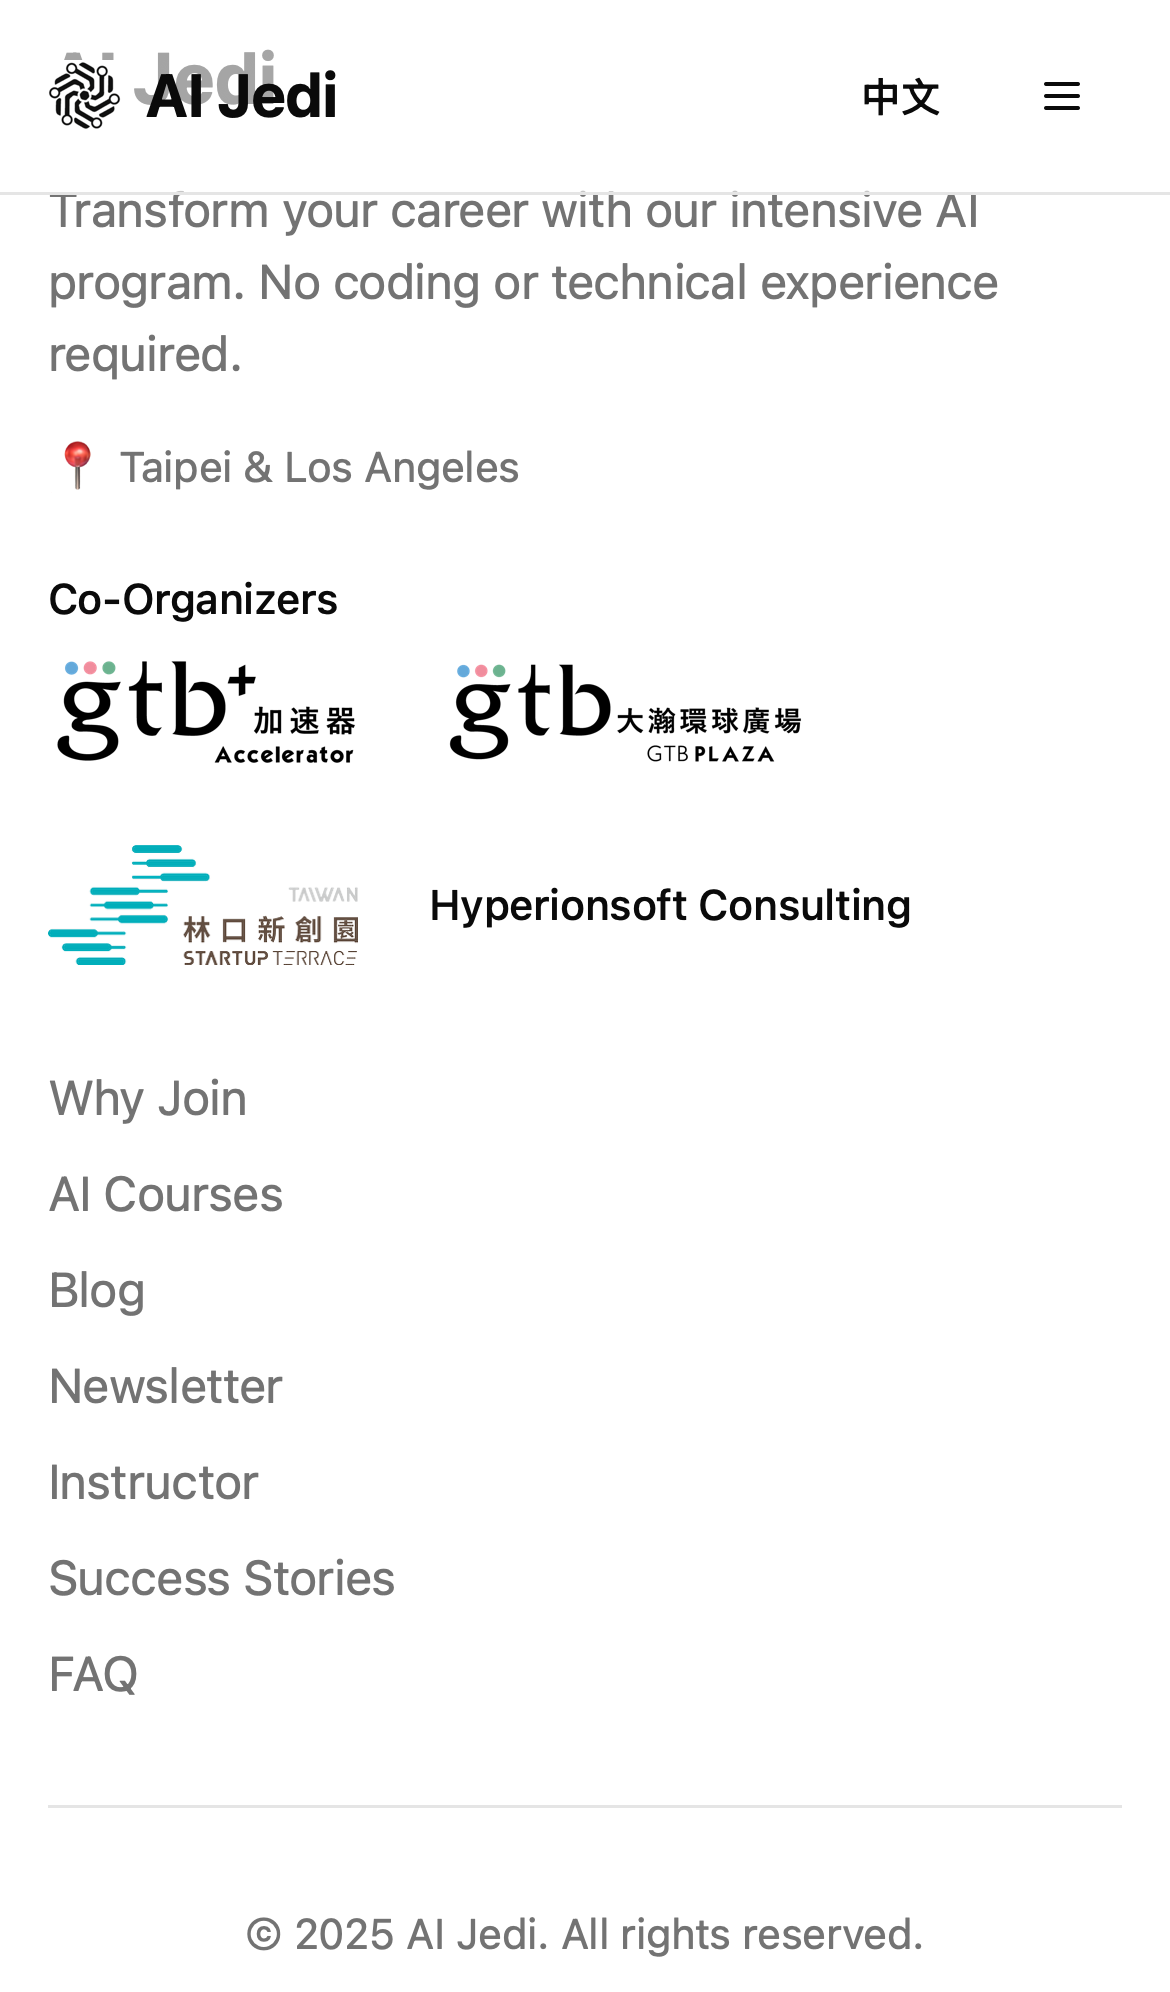 AI Jedi
AI Jedi
中文
Transform your career with our intensive AI
program. No coding or technical experience
required.
Taipei & Los Angeles
Co-Organizers
gtb+ 加速器
Accelerator
gtb 大瀚環球廣場
GTB PLAZA
TAIWAN
林口新創園
STARTUP TERRACE
Hyperionsoft Consulting
Why Join
AI Courses
Blog
Newsletter
Instructor
Success Stories
FAQ
© 2025 AI Jedi. All rights reserved.